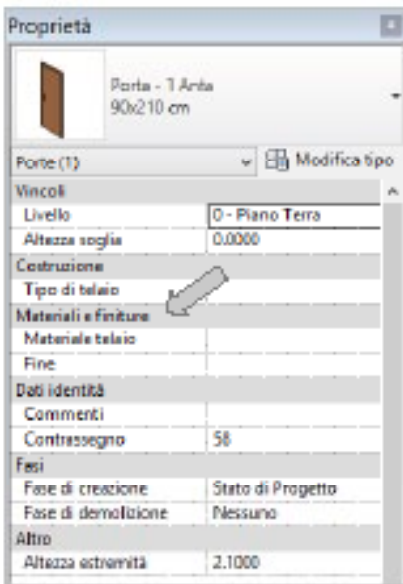 Proprietà
Porta - 1 Anta
90x210 cm
Porte (1)
Modifica tipo
Vincoli
Livello 0 - Piano Terra
Altezza soglia 0.0000
Costruzione
Tipo di telaio
Materiali e finiture
Materiale telaio
Fine
Dati identità
Commenti
Contrassegno 58
Fasi
Fase di creazione Stato di Progetto
Fase di demolizione Nessuno
Altro
Altezza estremità 2.1000